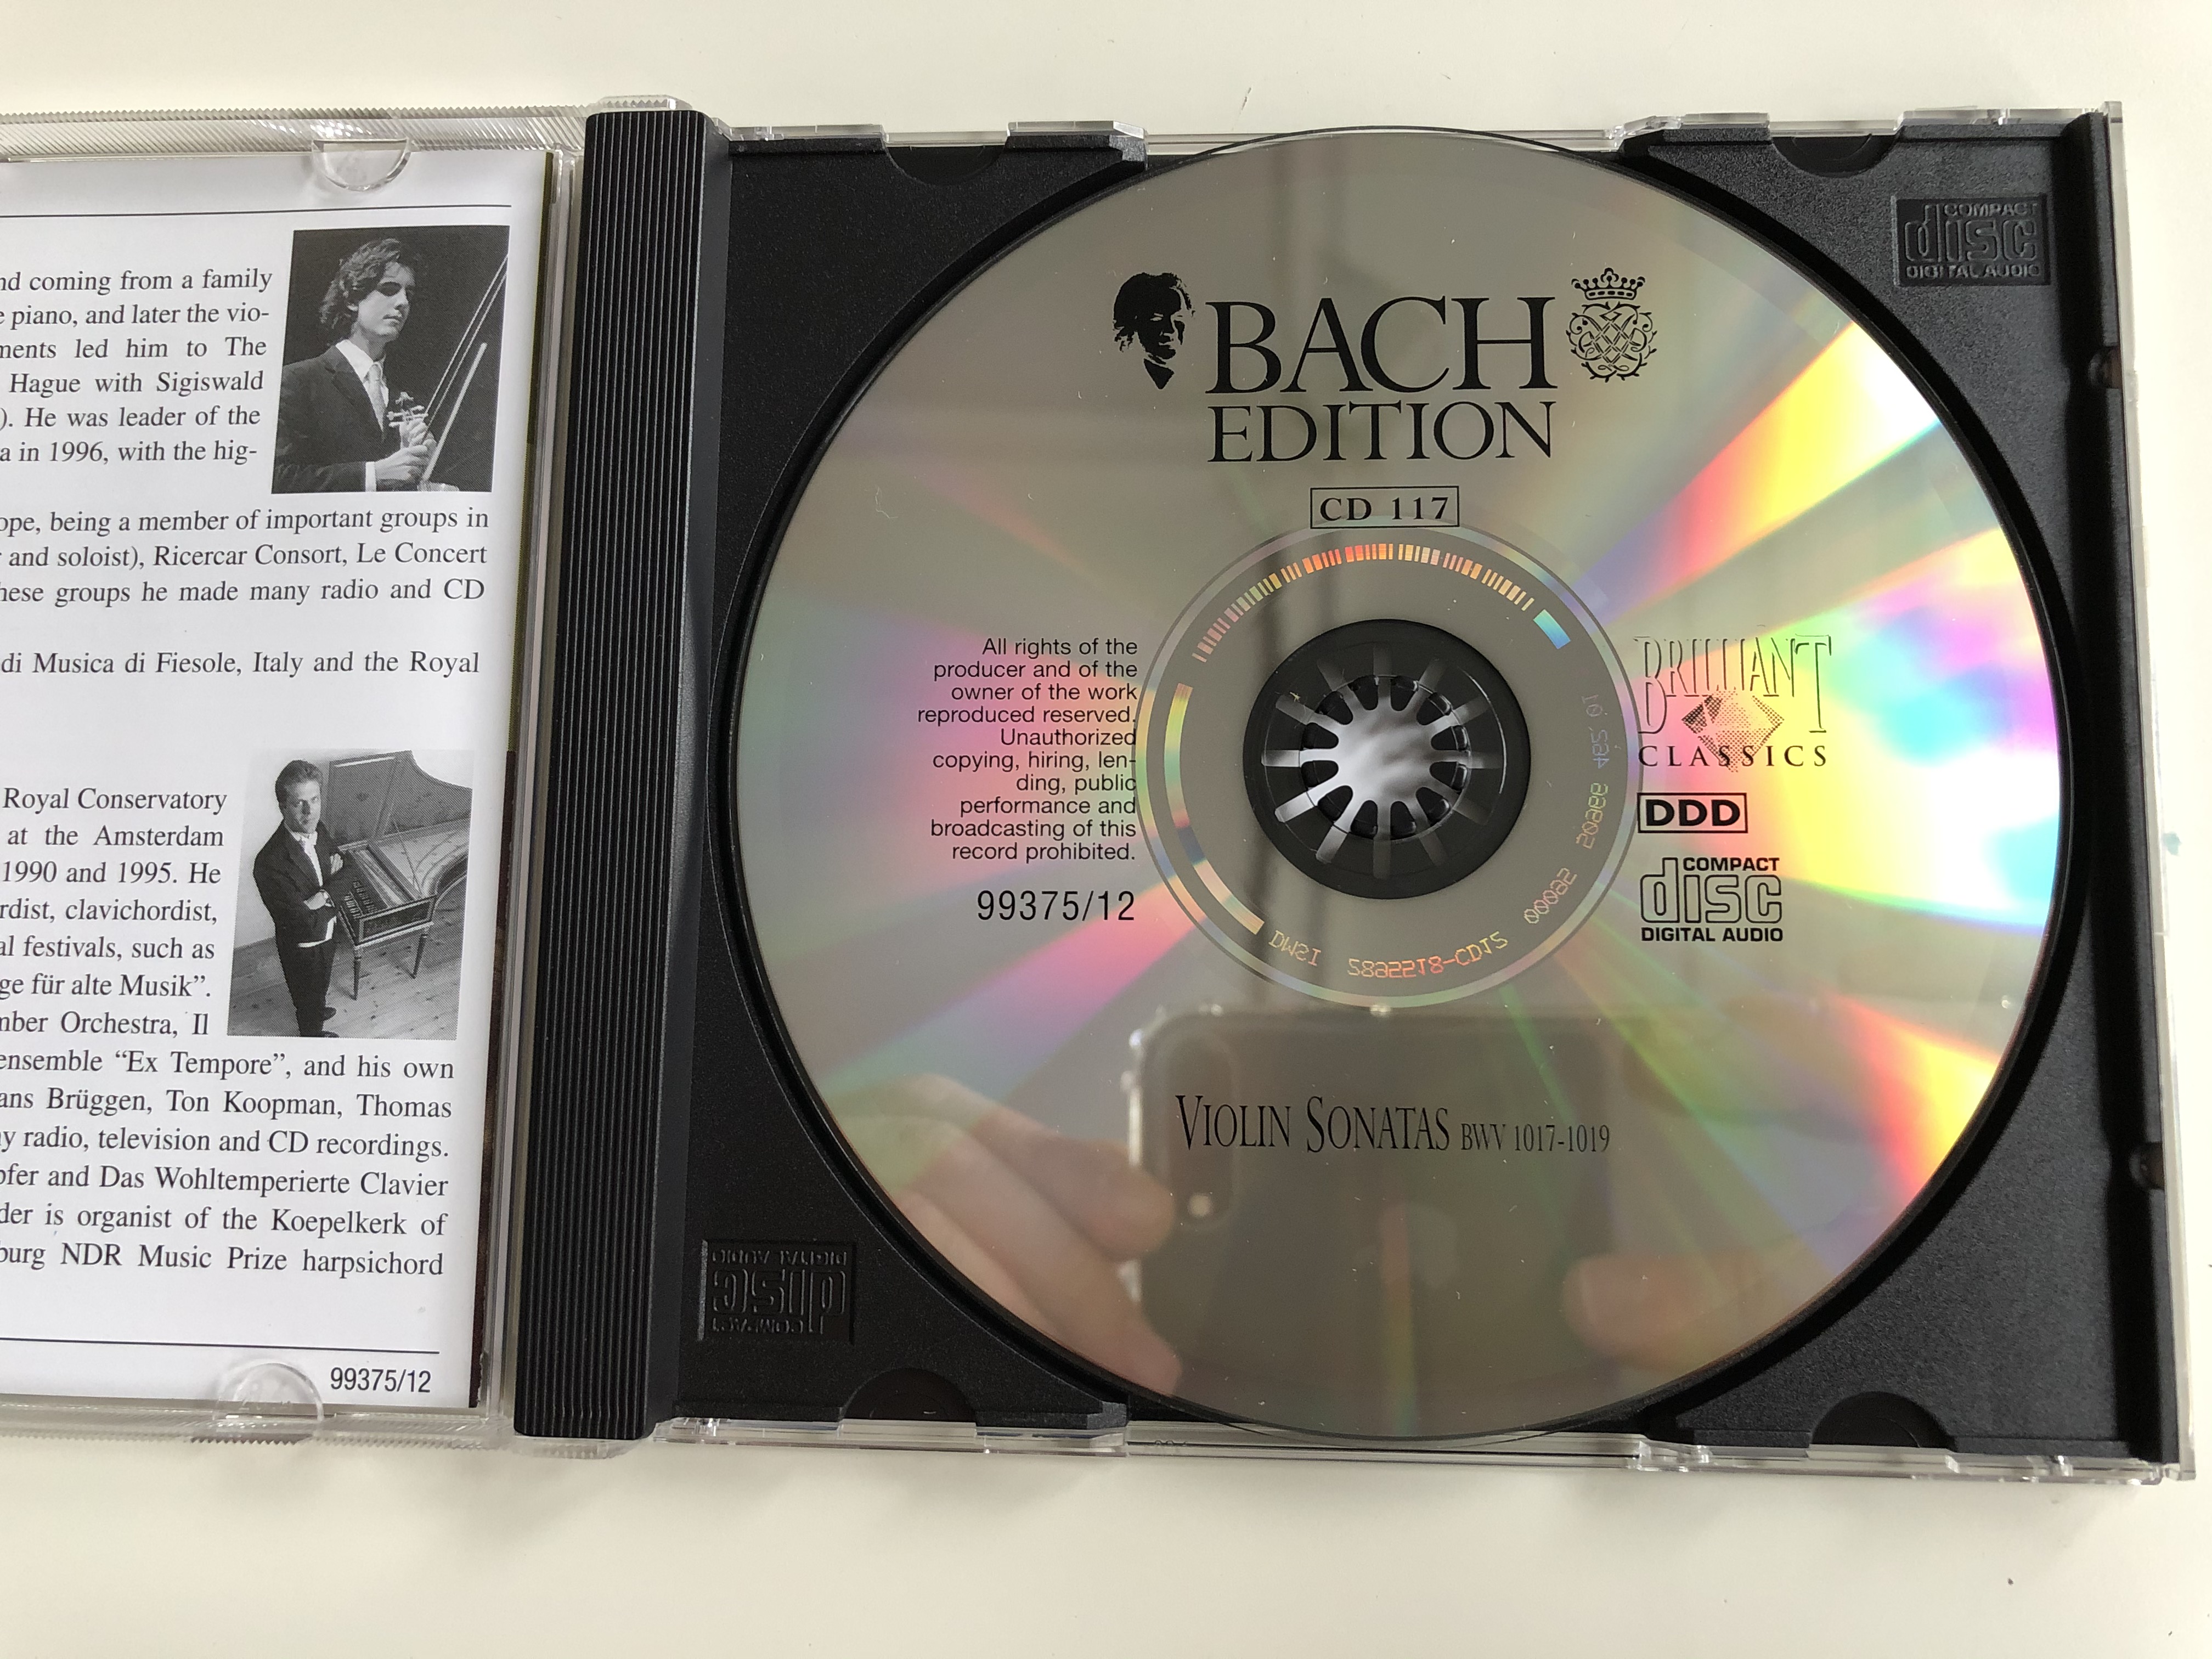 nd coming from a family
e piano, and later the vio-
ments led him to The
Hague with Sigiswald
). He was leader of the
a in 1996, with the hig-
ope, being a member of important groups in
r and soloist), Ricercar Consort, Le Concert
hese groups he made many radio and CD
di Musica di Fiesole, Italy and the Royal
Royal Conservatory
at the Amsterdam
1990 and 1995. He
rdist, clavichordist,
al festivals, such as
ge für alte Musik”.
mber Orchestra, Il
ensemble “Ex Tempore”, and his own
ans Brüggen, Ton Koopman, Thomas
y radio, television and CD recordings.
pfer and Das Wohltemperierte Clavier
der is organist of the Koepelkerk of
burg NDR Music Prize harpsichord
99375/12
BACH
EDITION
CD 117
All rights of the
producer and of the
owner of the work
reproduced reserved.
Unauthorized
copying, hiring, len-
ding, public
performance and
broadcasting of this
record prohibited.
99375/12
BRILLIANT
CLASSICS
DDD
COMPACT
disc
DIGITAL AUDIO
VIOLIN SONATAS BWV 1017-1019
COMPACT
disc
DIGITAL AUDIO
COMPACT
disc
DIGITAL AUDIO